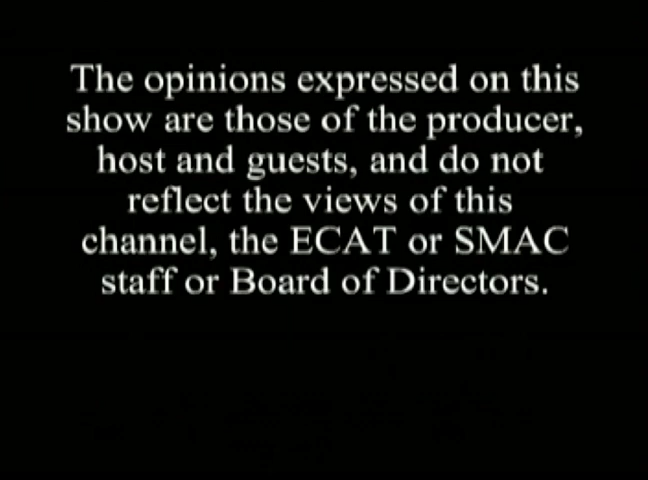 The opinions expressed on this
show are those of the producer,
host and guests, and do not
reflect the views of this
channel, the ECAT or SMAC
staff or Board of Directors.